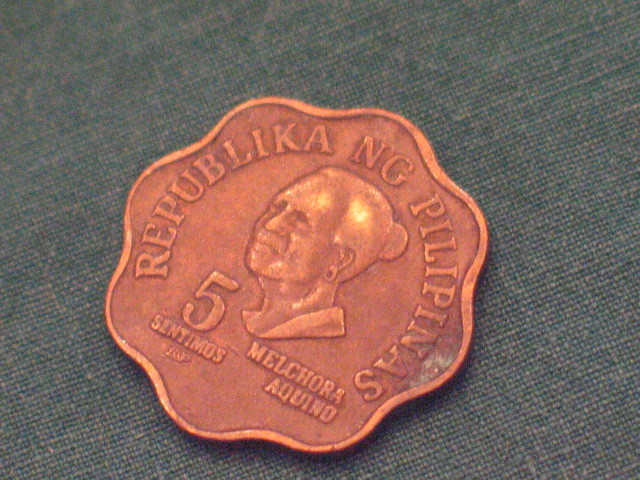 REPUBLIKA NG PILIPINAS
5
SENTIMOS
MELCHORA
AQUINO